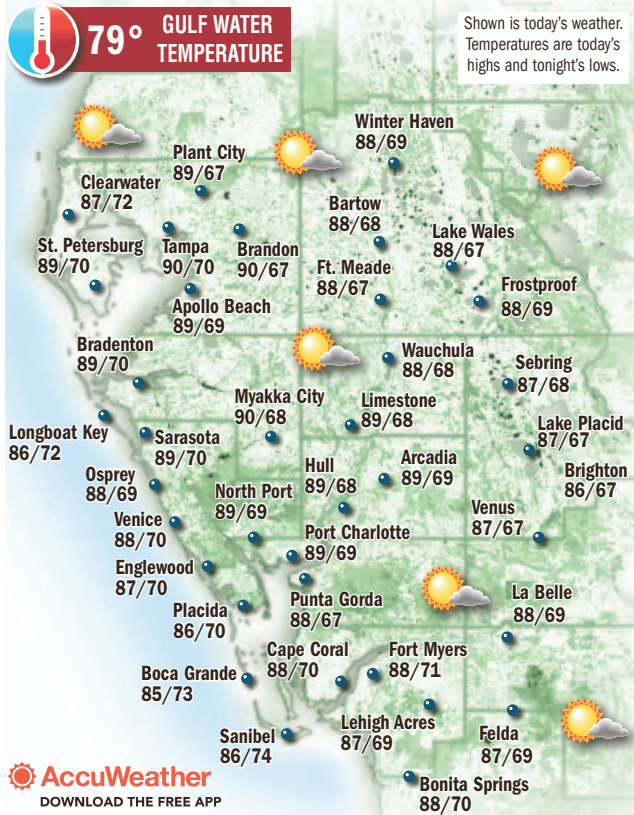 79°
GULF WATER
TEMPERATURE
Shown is today’s weather.
Temperatures are today’s
highs and tonight’s lows.
Winter Haven
88/69
Plant City
89/67
Clearwater
87/72
Bartow
88/68
Lake Wales
88/67
St. Petersburg
89/70
Tampa
90/70
Brandon
90/67
Ft. Meade
88/67
Frostproof
88/69
Apollo Beach
89/69
Bradenton
89/70
Wauchula
88/68
Sebring
87/68
Myakka City
90/68
Limestone
89/68
Longboat Key
86/72
Sarasota
89/70
Lake Placid
87/67
Osprey
88/69
Hull
89/68
Arcadia
89/69
Brighton
86/67
North Port
89/69
Venus
87/67
Venice
88/70
Port Charlotte
89/69
Englewood
87/70
Punta Gorda
88/67
La Belle
88/69
Placida
86/70
Cape Coral
88/70
Fort Myers
88/71
Boca Grande
85/73
Lehigh Acres
87/69
Felda
87/69
Sanibel
86/74
Bonita Springs
88/70
AccuWeather
DOWNLOAD THE FREE APP